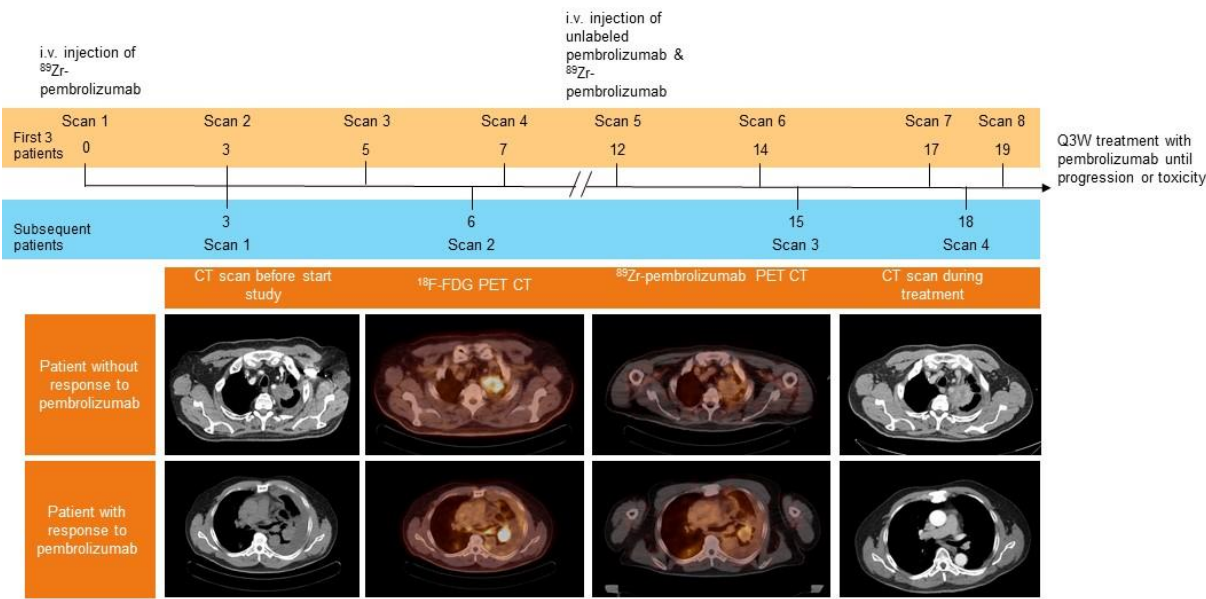 i.v. injection of
⁸⁹Zr-
pembrolizumab
i.v. injection of
unlabeled
pembrolizumab &
⁸⁹Zr-
pembrolizumab
Scan 1 Scan 2 Scan 3 Scan 4 Scan 5 Scan 6 Scan 7 Scan 8
First 3
patients
0 3 5 7 12 14 17 19
Q3W treatment with
pembrolizumab until
progression or toxicity
Subsequent
patients
3 6 15 18
Scan 1 Scan 2 Scan 3 Scan 4
CT scan before start
study
¹⁸F-FDG PET CT
⁸⁹Zr-pembrolizumab PET CT
CT scan during
treatment
Patient without
response to
pembrolizumab
Patient with
response to
pembrolizumab